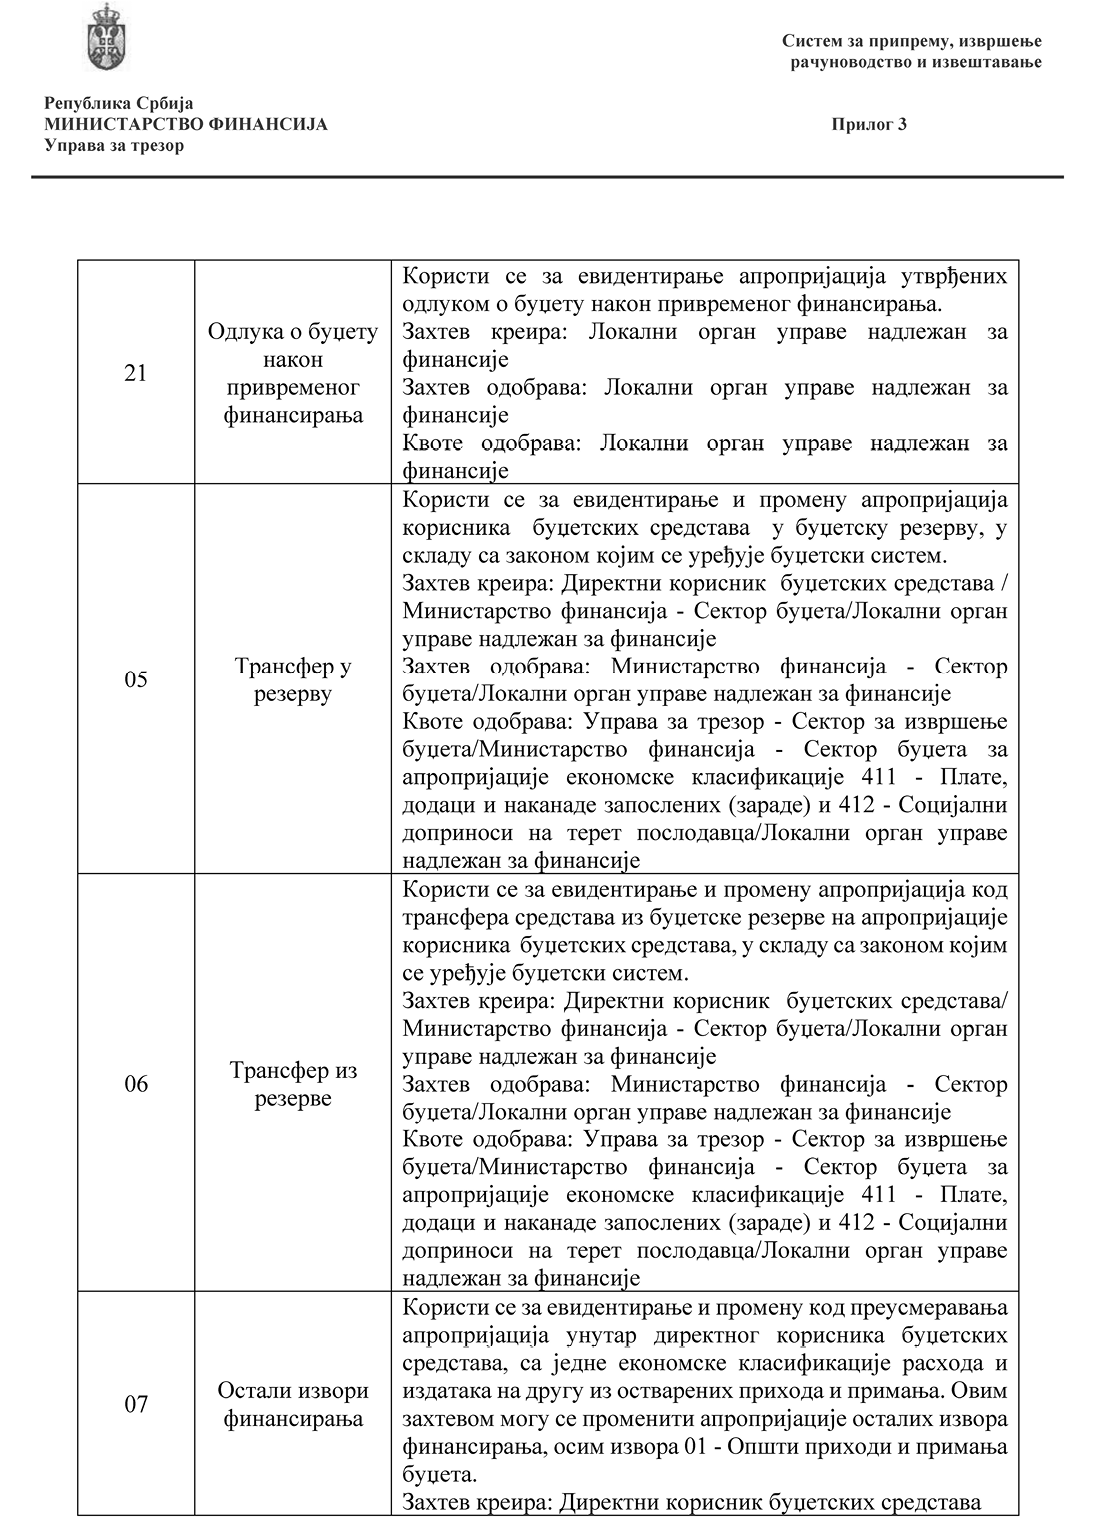 Систем за припрему, извршење
рачуноводство и извештавање
Република Србија
МИНИСТАРСТВО ФИНАНСИЈА
Прилог 3
Управа за трезор
21
Одлука о буџету
након
привременог
финансирања
Користи се за евидентирање апропријација утврђених
одлуком о буџету након привременог финансирања.
Захтев креира: Локални орган управе надлежан за
финансије
Захтев одобрава: Локални орган управе надлежан за
финансије
Квоте одобрава: Локални орган управе надлежан за
финансије
05
Трансфер у
резерву
Користи се за евидентирање и промену апропријација
корисника буџетских средстава у буџетску резерву, у
складу са законом којим се уређује буџетски систем.
Захтев креира: Директни корисник буџетских средстава /
Министарство финансија - Сектор буџета/Локални орган
управе надлежан за финансије
Захтев одобрава: Министарство финансија - Сектор
буџета/Локални орган управе надлежан за финансије
Квоте одобрава: Управа за трезор - Сектор за извршење
буџета/Министарство финансија - Сектор буџета за
апропријације економске класификације 411 - Плате,
додаци и наканаде запослених (зараде) и 412 - Социјални
доприноси на терет послодавца/Локални орган управе
надлежан за финансије
06
Трансфер из
резерве
Користи се за евидентирање и промену апропријација код
трансфера средстава из буџетске резерве на апропријације
корисника буџетских средстава, у складу са законом којим
се уређује буџетски систем.
Захтев креира: Директни корисник буџетских средстава/
Министарство финансија - Сектор буџета/Локални орган
управе надлежан за финансије
Захтев одобрава: Министарство финансија - Сектор
буџета/Локални орган управе надлежан за финансије
Квоте одобрава: Управа за трезор - Сектор за извршење
буџета/Министарство финансија - Сектор буџета за
апропријације економске класификације 411 - Плате,
додаци и наканаде запослених (зараде) и 412 - Социјални
доприноси на терет послодавца/Локални орган управе
надлежан за финансије
07
Остали извори
финансирања
Користи се за евидентирање и промену код преусмеравања
апропријација унутар директног корисника буџетских
средстава, са једне економске класификације расхода и
издатака на другу из остварених прихода и примања. Овим
захтевом могу се променити апропријације осталих извора
финансирања, осим извора 01 - Општи приходи и примања
буџета.
Захтев креира: Директни корисник буџетских средстава